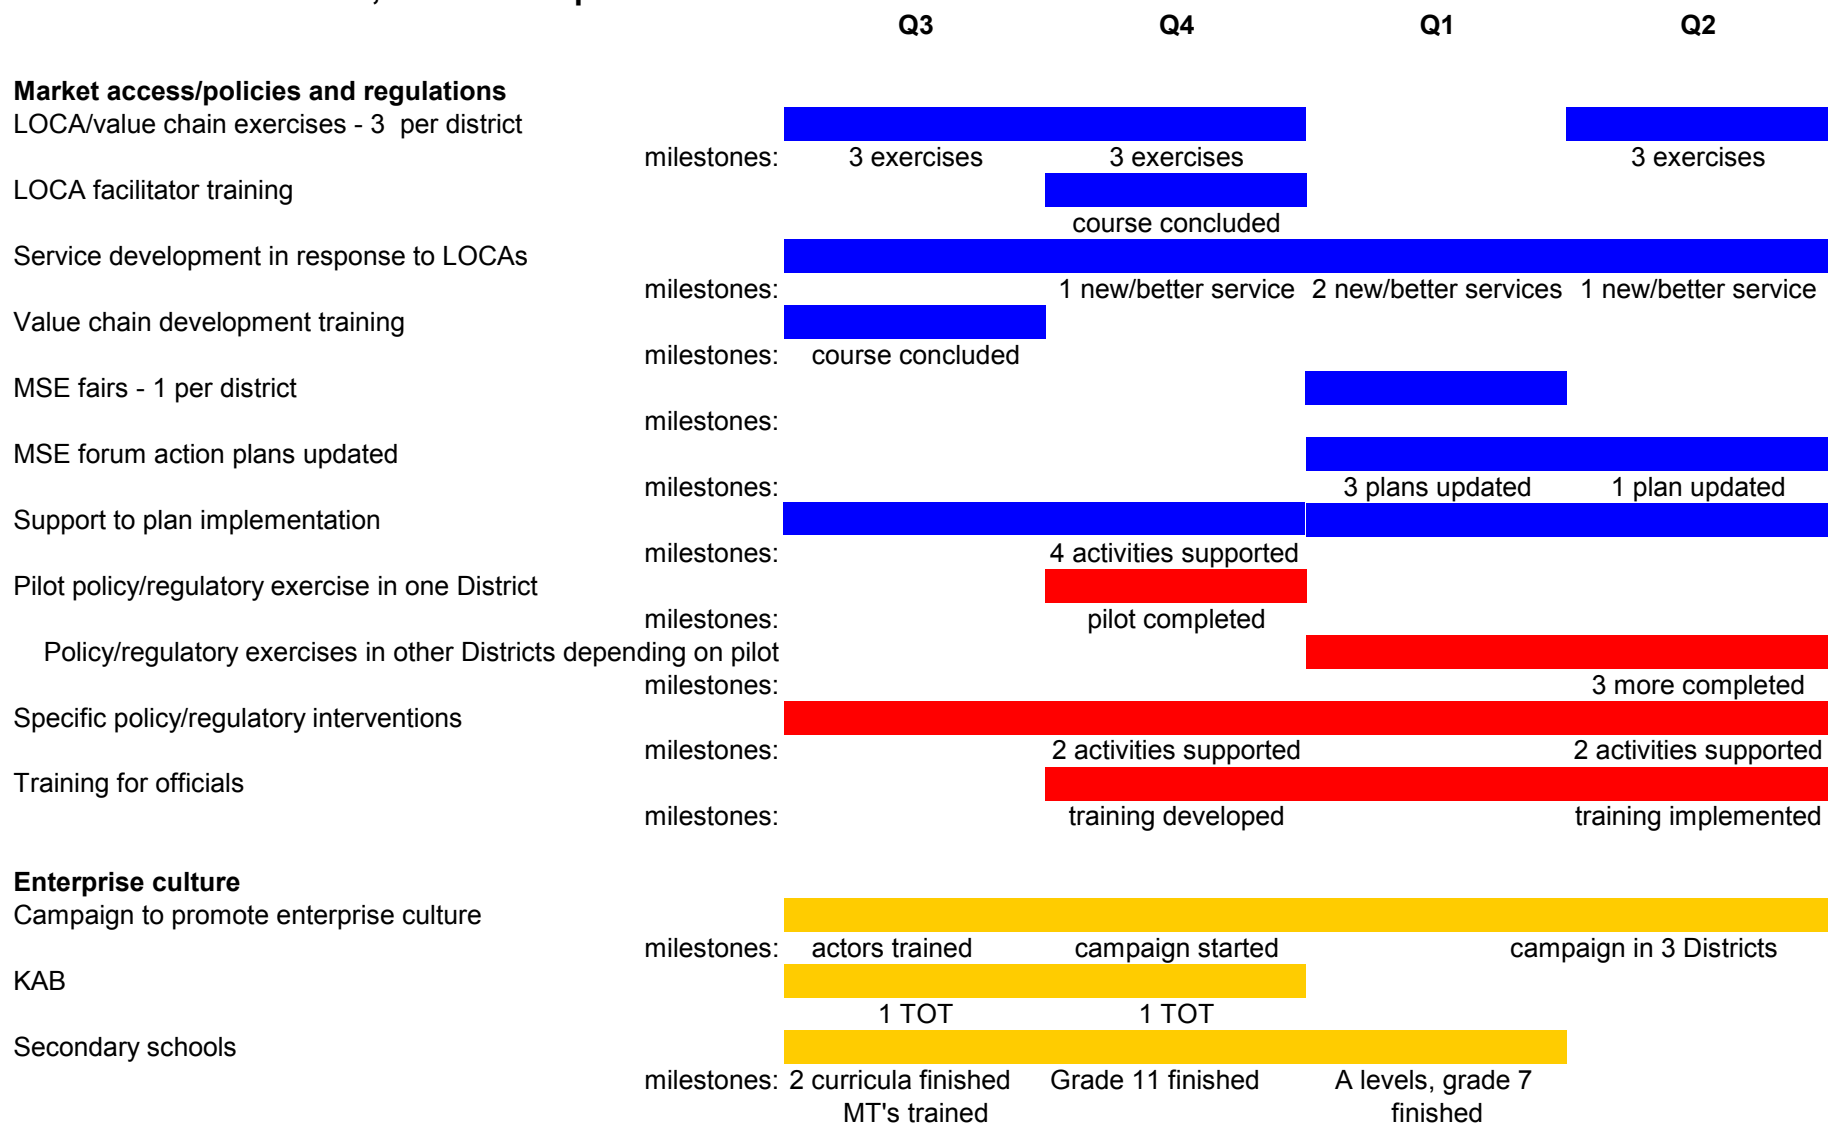 Q3 Q4 Q1 Q2
Market access/policies and regulations
LOCA/value chain exercises - 3 per district
milestones: 3 exercises 3 exercises 3 exercises
LOCA facilitator training
course concluded
Service development in response to LOCAs
milestones: 1 new/better service 2 new/better services 1 new/better service
Value chain development training
milestones: course concluded
MSE fairs - 1 per district
milestones:
MSE forum action plans updated
milestones: 3 plans updated 1 plan updated
Support to plan implementation
milestones: 4 activities supported
Pilot policy/regulatory exercise in one District
milestones: pilot completed
Policy/regulatory exercises in other Districts depending on pilot
milestones: 3 more completed
Specific policy/regulatory interventions
milestones: 2 activities supported 2 activities supported
Training for officials
milestones: training developed training implemented
Enterprise culture
Campaign to promote enterprise culture
milestones: actors trained campaign started campaign in 3 Districts
KAB
1 TOT 1 TOT
Secondary schools
milestones: 2 curricula finished Grade 11 finished A levels, grade 7
MT's trained finished